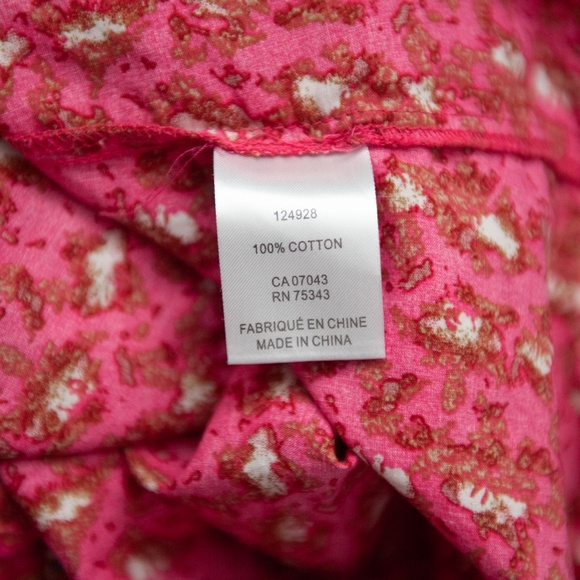 124928
100% COTTON
CA 07043
RN 75343
FABRIQUÉ EN CHINE
MADE IN CHINA